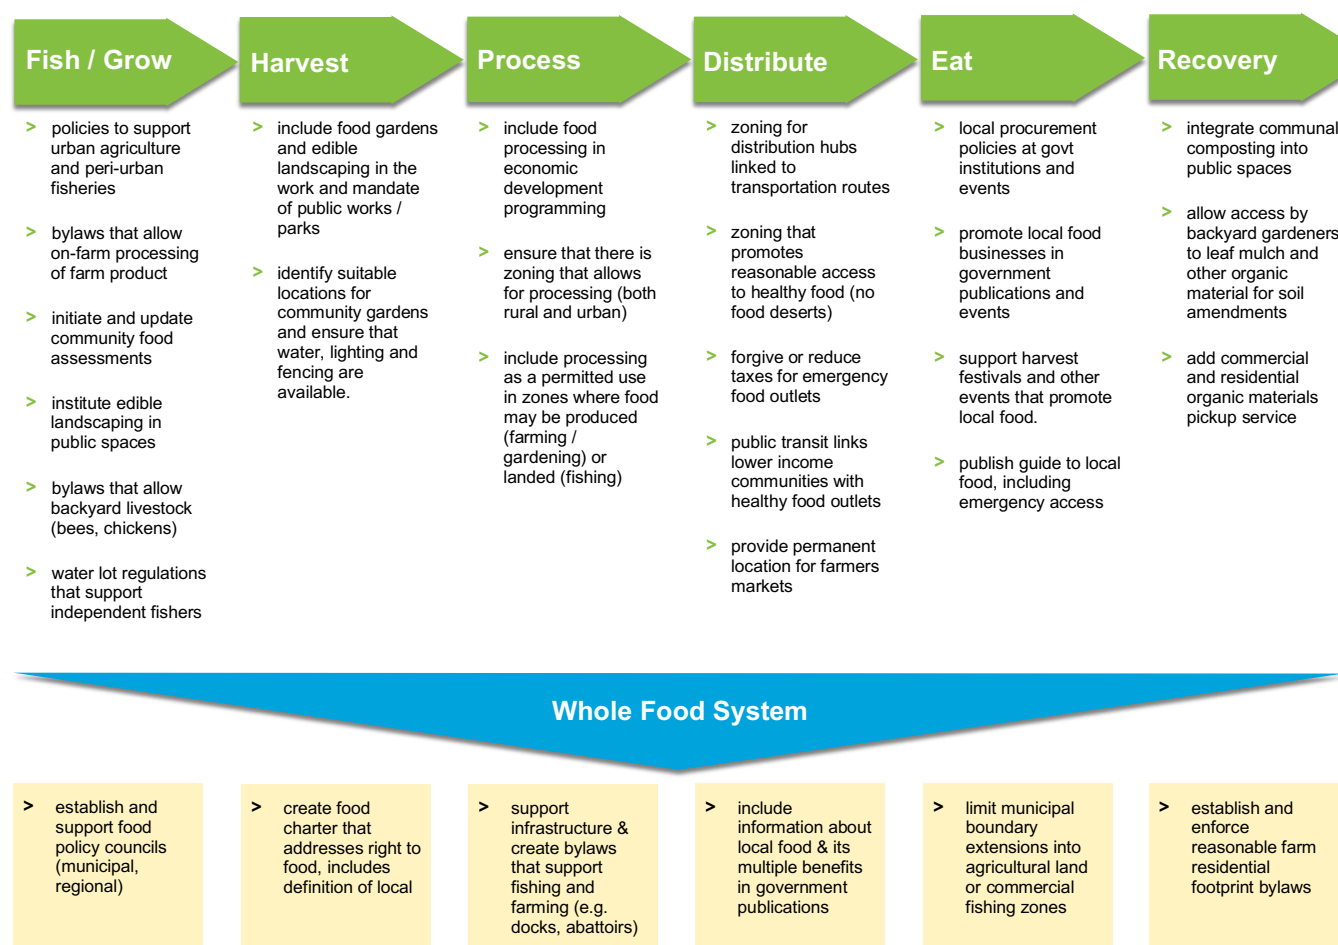 Fish / Grow
> policies to support
urban agriculture
and peri-urban
fisheries
> bylaws that allow
on-farm processing
of farm product
> initiate and update
community food
assessments
> institute edible
landscaping in
public spaces
> bylaws that allow
backyard livestock
(bees, chickens)
> water lot regulations
that support
independent fishers
Harvest
> include food gardens
and edible
landscaping in the
work and mandate
of public works /
parks
> identify suitable
locations for
community gardens
and ensure that
water, lighting and
fencing are
available.
Process
> include food
processing in
economic
development
programming
> ensure that there is
zoning that allows
for processing (both
rural and urban)
> include processing
as a permitted use
in zones where food
may be produced
(farming /
gardening) or
landed (fishing)
Distribute
> zoning for
distribution hubs
linked to
transportation routes
> zoning that
promotes
reasonable access
to healthy food (no
food deserts)
> forgive or reduce
taxes for emergency
food outlets
> public transit links
lower income
communities with
healthy food outlets
> provide permanent
location for farmers
markets
Eat
> local procurement
policies at govt
institutions and
events
> promote local food
businesses in
government
publications and
events
> support harvest
festivals and other
events that promote
local food.
> publish guide to local
food, including
emergency access
Recovery
> integrate communal
composting into
public spaces
> allow access by
backyard gardeners
to leaf mulch and
other organic
material for soil
amendments
> add commercial
and residential
organic materials
pickup service
Whole Food System
> establish and
support food
policy councils
(municipal,
regional)
> create food
charter that
addresses right to
food, includes
definition of local
> support
infrastructure &
create bylaws
that support
fishing and
farming (e.g.
docks, abattoirs)
> include
information about
local food & its
multiple benefits
in government
publications
> limit municipal
boundary
extensions into
agricultural land
or commercial
fishing zones
> establish and
enforce
reasonable farm
residential
footprint bylaws